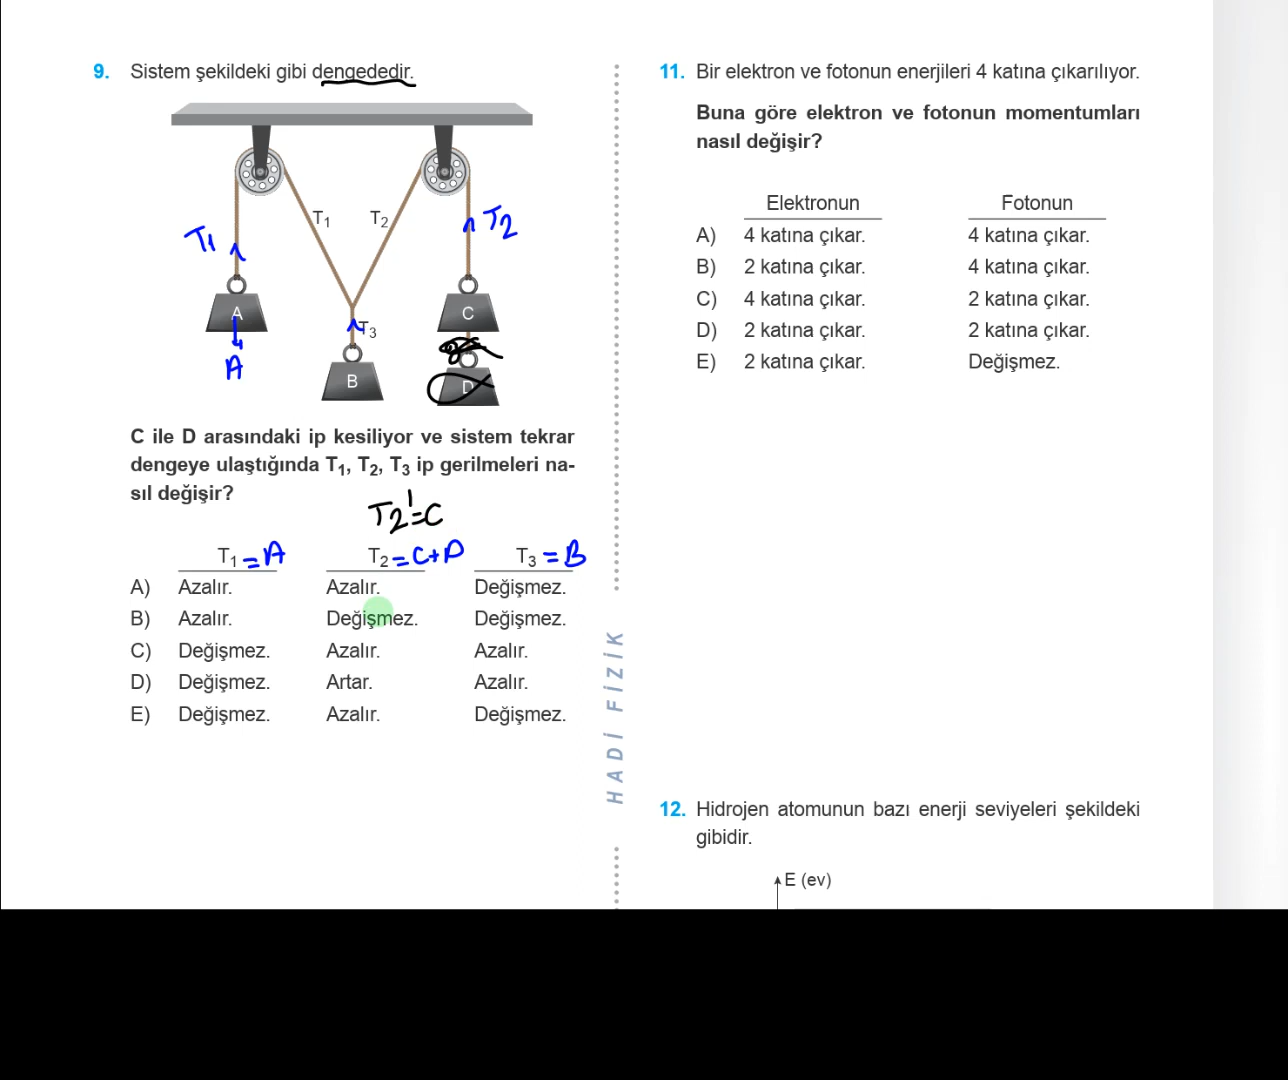 9. Sistem şekildeki gibi dengededir.
T1 T2
T1
T2
A
C
T3
A
B
D
C ile D arasındaki ip kesiliyor ve sistem tekrar
dengeye ulaştığında T1, T2, T3 ip gerilmeleri na-
sıl değişir?
T2'=C
T1 =A T2 =C+D T3 =B
A) Azalır. Azalır. Değişmez.
B) Azalır. Değişmez. Değişmez.
C) Değişmez. Azalır. Azalır.
D) Değişmez. Artar. Azalır.
E) Değişmez. Azalır. Değişmez.
HADİ FİZİK
11. Bir elektron ve fotonun enerjileri 4 katına çıkarılıyor.
Buna göre elektron ve fotonun momentumları
nasıl değişir?
Elektronun Fotonun
A) 4 katına çıkar. 4 katına çıkar.
B) 2 katına çıkar. 4 katına çıkar.
C) 4 katına çıkar. 2 katına çıkar.
D) 2 katına çıkar. 2 katına çıkar.
E) 2 katına çıkar. Değişmez.
12. Hidrojen atomunun bazı enerji seviyeleri şekildeki
gibidir.
E (ev)